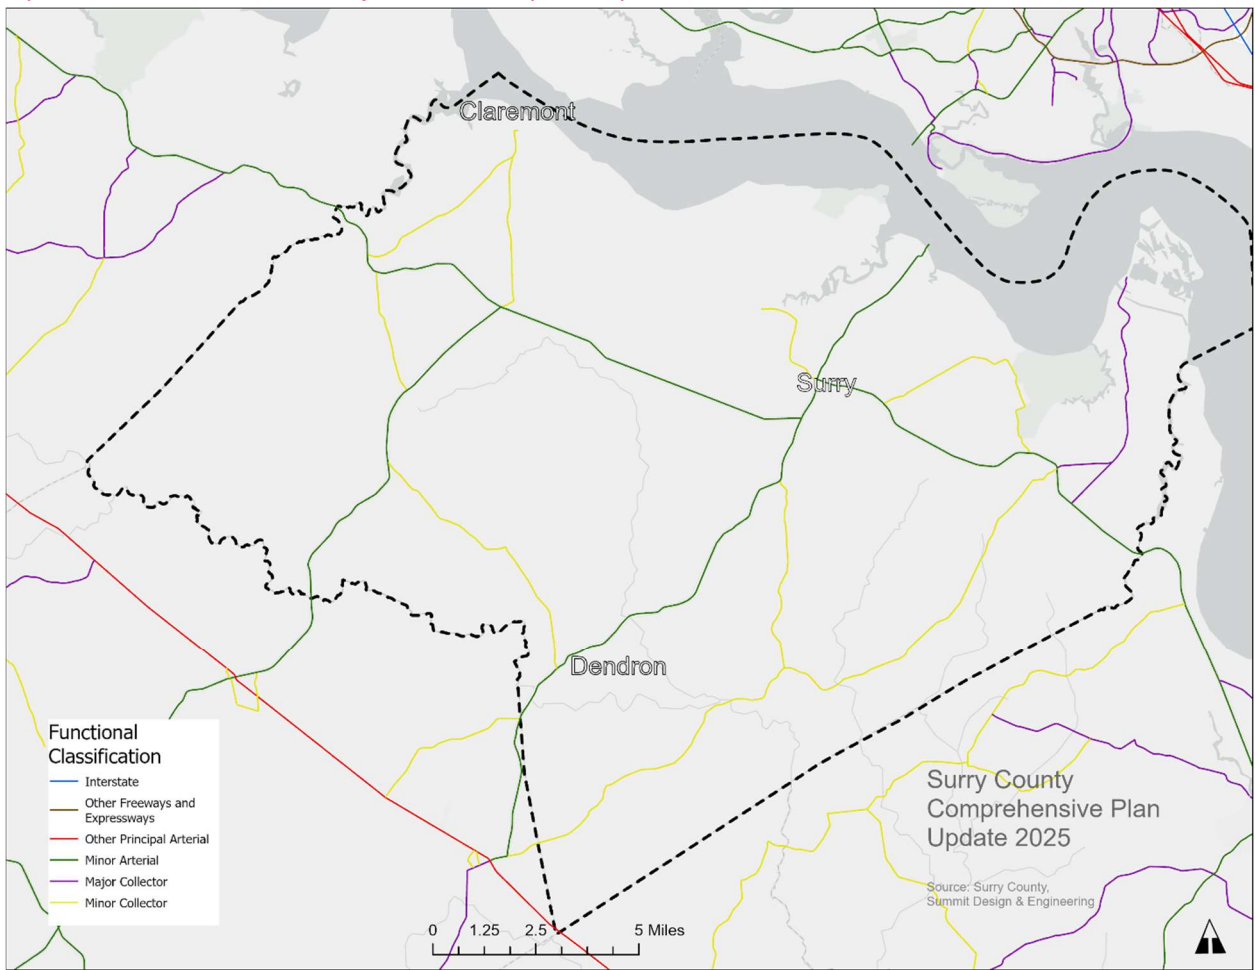 Claremont
Surry
Dendron
Functional
Classification
Interstate
Other Freeways and
Expressways
Other Principal Arterial
Minor Arterial
Major Collector
Minor Collector
Surry County
Comprehensive Plan
Update 2025
Source: Surry County,
Summit Design & Engineering
0 1.25 2.5 5 Miles